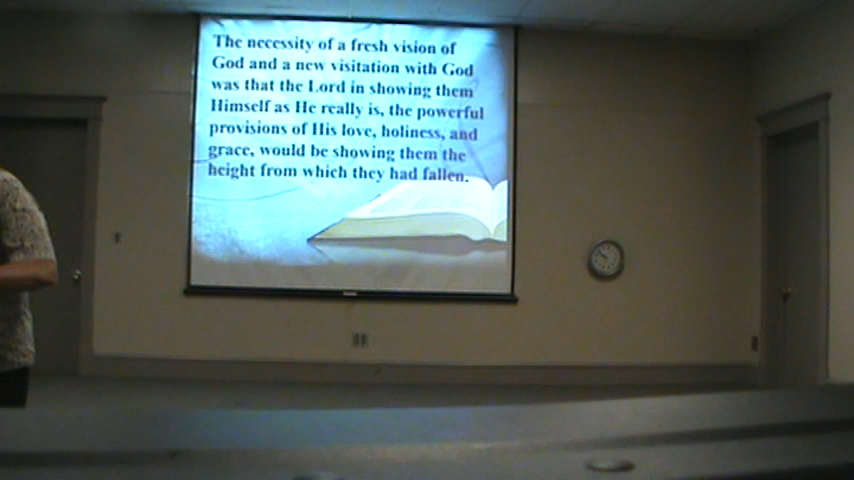 The necessity of a fresh vision of
God and a new visitation with God
was that the Lord in showing them
Himself as He really is, the powerful
provisions of His love, holiness, and
grace, would be showing them the
height from which they had fallen.